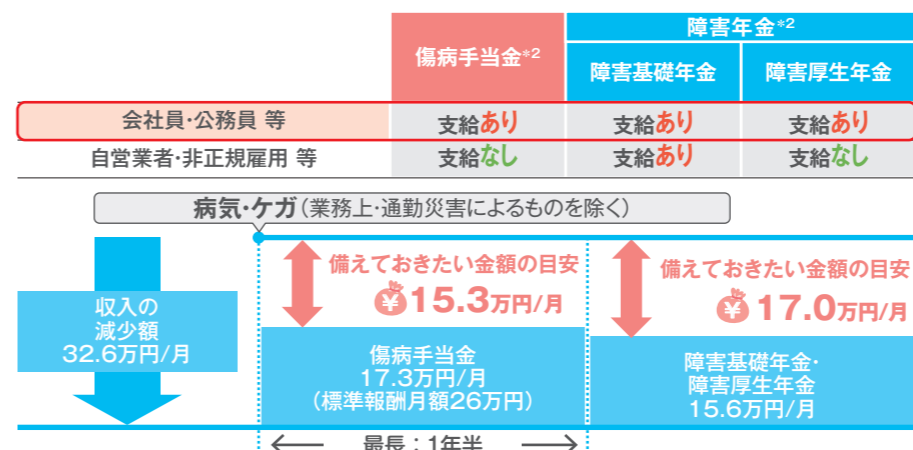 傷病手当金*2
障害年金*2
障害基礎年金
障害厚生年金
会社員・公務員 等
支給あり
支給あり
支給あり
自営業者・非正規雇用 等
支給なし
支給あり
支給なし
病気・ケガ(業務上・通勤災害によるものを除く)
収入の
減少額
32.6万円/月
備えておきたい金額の目安
¥15.3万円/月
傷病手当金
17.3万円/月
(標準報酬月額26万円)
備えておきたい金額の目安
¥17.0万円/月
障害基礎年金・
障害厚生年金
15.6万円/月
最長:1年半